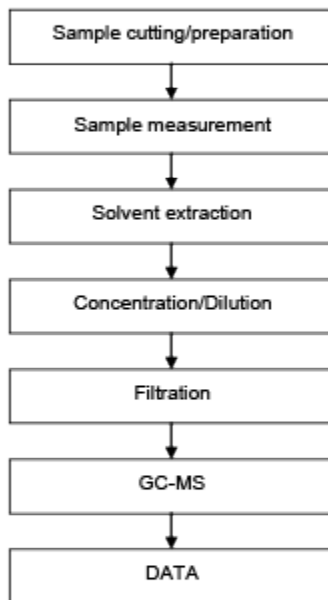 Sample cutting/preparation
Sample measurement
Solvent extraction
Concentration/Dilution
Filtration
GC-MS
DATA